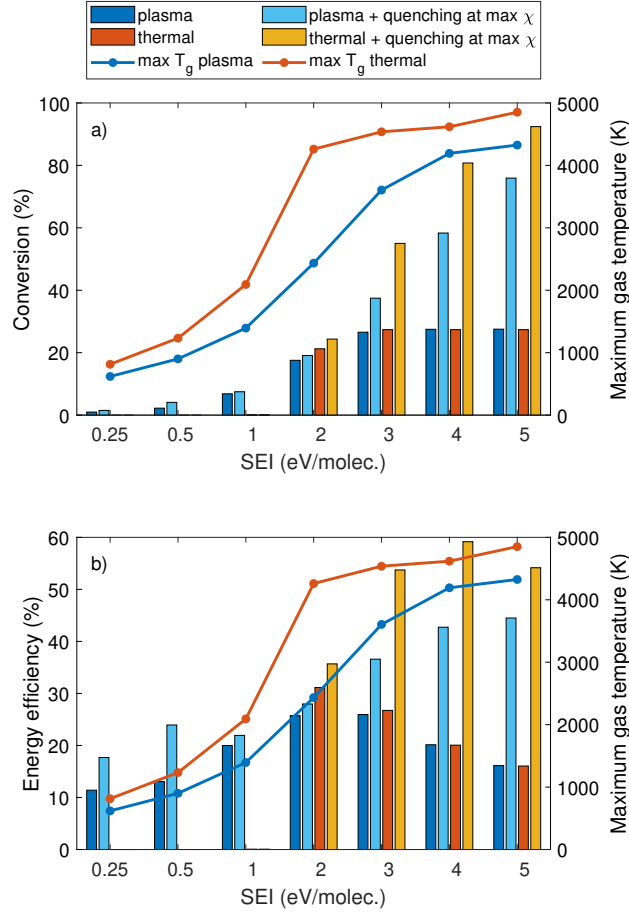 plasma
plasma + quenching at max χ
thermal
thermal + quenching at max χ
max Tg plasma
max Tg thermal
a)
Conversion (%)
100
80
60
40
20
0
5000
4000
3000
2000
1000
0
Maximum gas temperature (K)
0.25 0.5 1 2 3 4 5
SEI (eV/molec.)
b)
Energy efficiency (%)
60
50
40
30
20
10
0
5000
4000
3000
2000
1000
0
Maximum gas temperature (K)
0.25 0.5 1 2 3 4 5
SEI (eV/molec.)